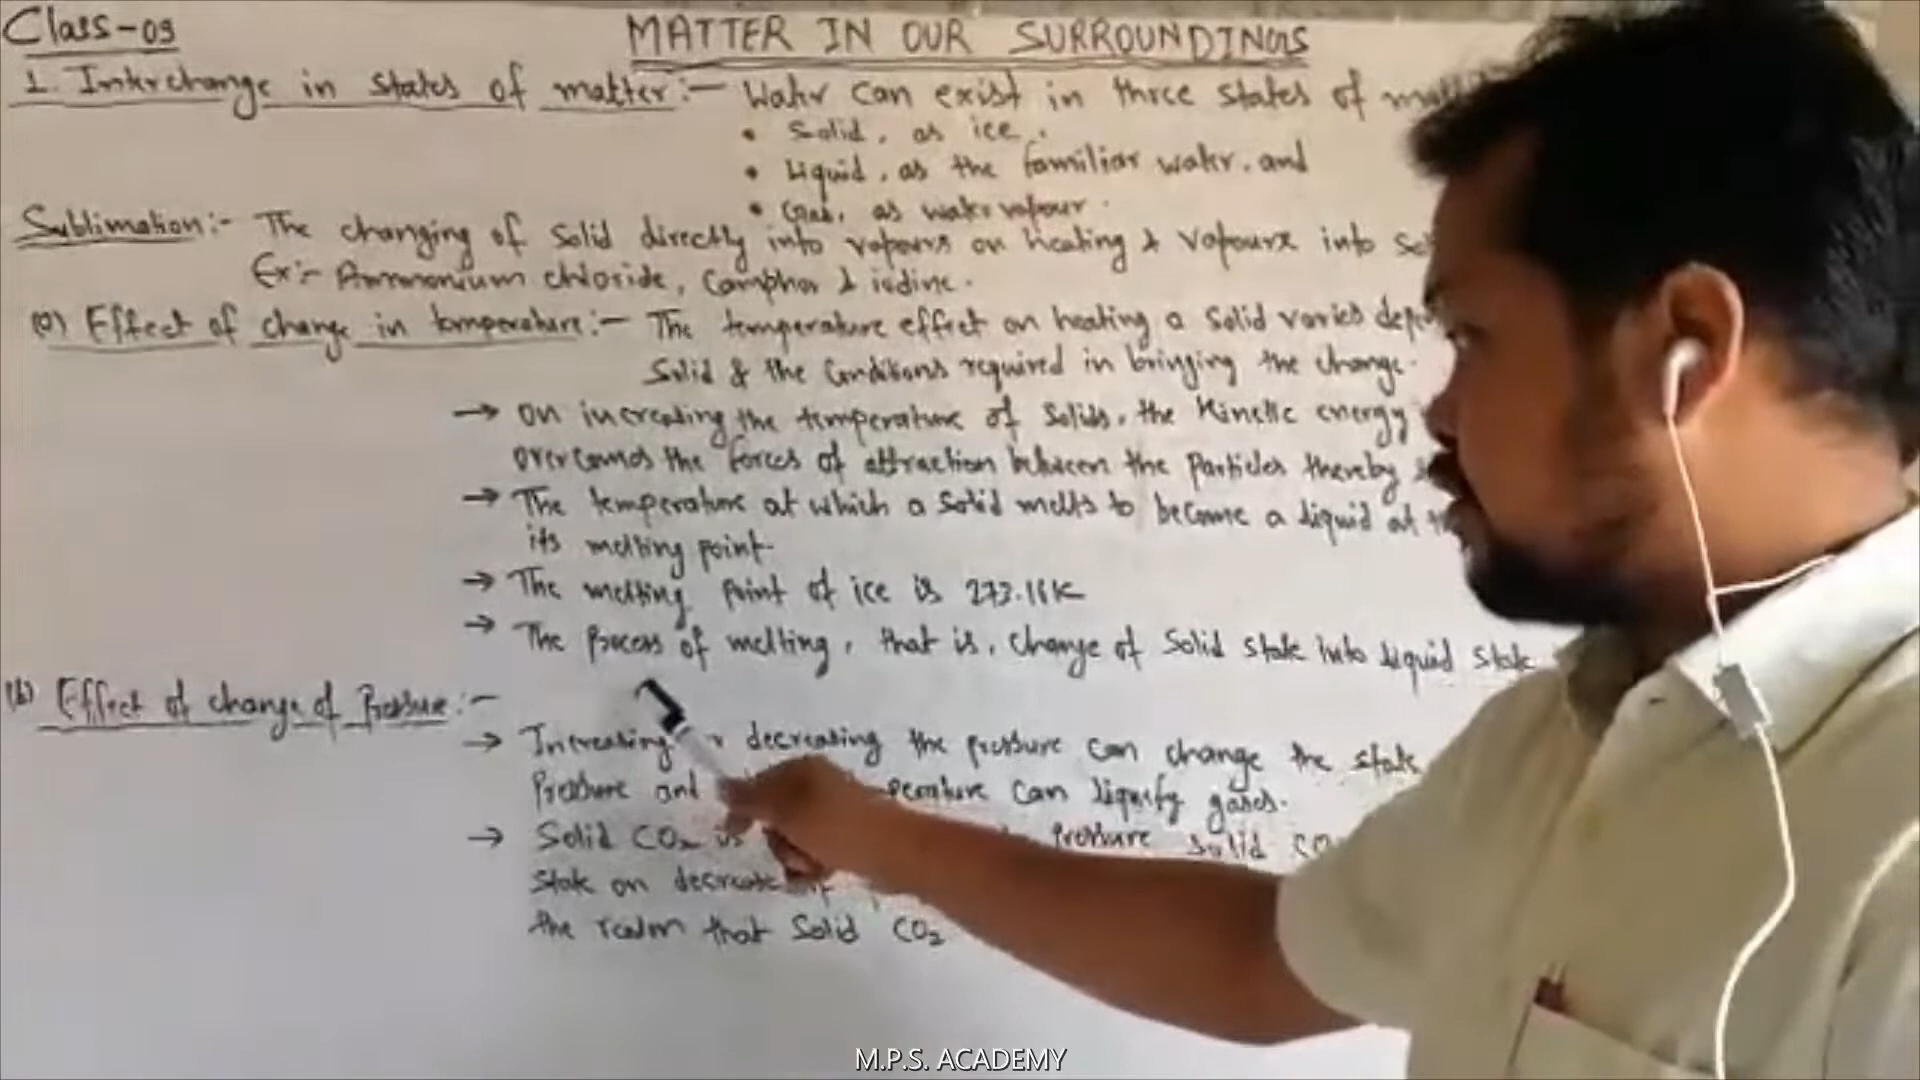 Class-09
MATTER IN OUR SURROUNDINGS
1. Interchange in states of matter:- Water can exist in three states of
• Solid, as ice.
• Liquid, as the familiar water. and
• Gas, as water vapour.
Sublimation:- The changing of solid directly into vapours on heating & vapours into
Ex:- Ammonium chloride, Camphor & iodine.
(a) Effect of change in temperature:- The temperature effect on heating a solid varies
Solid & the Conditions required in bringing the change.
→ On increasing the temperature of solids, the Kinetic energy
overcomes the forces of attraction between the Particles thereby
→ The temperature at which a solid melts to become a liquid at
its melting point.
→ The melting point of ice is 273.16K
→ The Process of melting, that is, Change of Solid state into liquid state
(b) Effect of change of Pressure:-
→ Increasing decreasing the pressure can change the state
Pressure and can liquify gases.
→ Solid CO2 is Pressure Solid
state on decrease
the reason that Solid CO2
M.P.S. ACADEMY